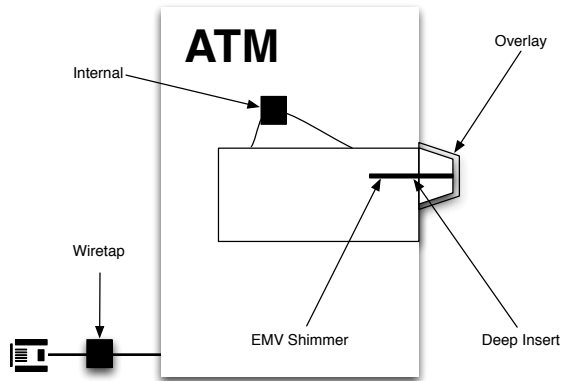 ATM
Overlay
Internal
Wiretap
EMV Shimmer
Deep Insert